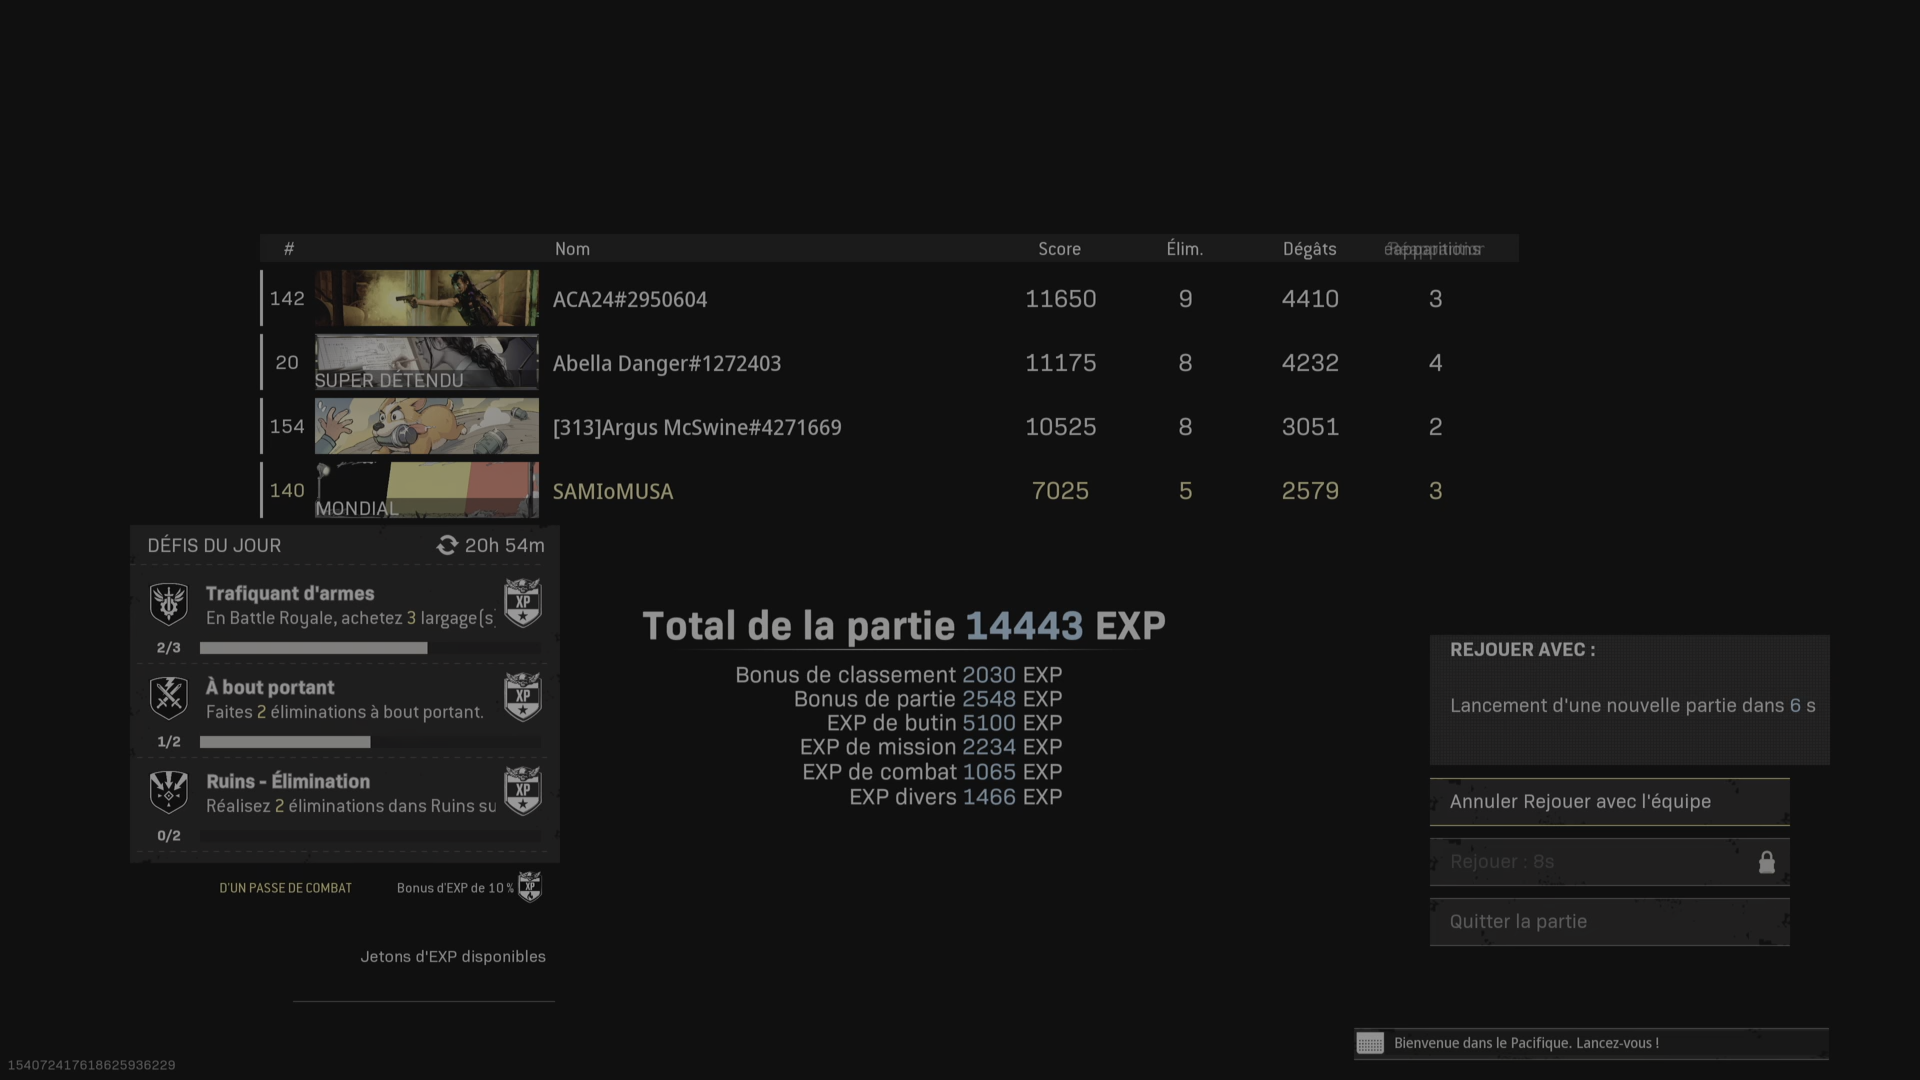 # Nom Score Élim. Dégâts
142 ACA24#2950604 11650 9 4410 3
20 SUPER DÉTENDU Abella Danger#1272403 11175 8 4232 4
154 [313]Argus McSwine#4271669 10525 8 3051 2
140 MONDIAL SAMIoMUSA 7025 5 2579 3
DÉFIS DU JOUR 20h 54m
Trafiquant d'armes
En Battle Royale, achetez 3 largage(s)
XP
2/3
À bout portant
Faites 2 éliminations à bout portant.
XP
1/2
Ruins - Élimination
Réalisez 2 éliminations dans Ruins su
XP
0/2
D'UN PASSE DE COMBAT Bonus d'EXP de 10 % XP
Jetons d'EXP disponibles
Total de la partie 14443 EXP
Bonus de classement 2030 EXP
Bonus de partie 2548 EXP
EXP de butin 5100 EXP
EXP de mission 2234 EXP
EXP de combat 1065 EXP
EXP divers 1466 EXP
REJOUER AVEC :
Lancement d'une nouvelle partie dans 6 s
Annuler Rejouer avec l'équipe
Rejouer : 8s
Quitter la partie
Bienvenue dans le Pacifique. Lancez-vous !
154072417618625936229